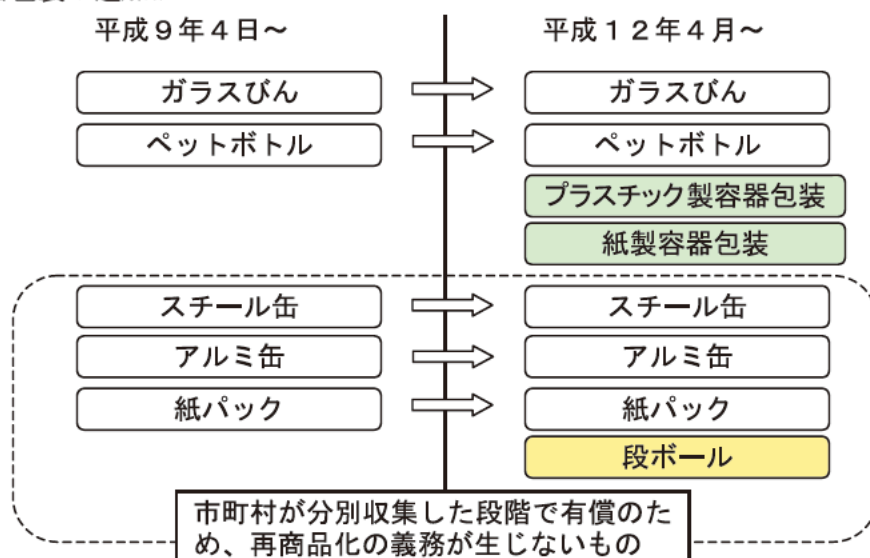 平成９年４日～
平成１２年４月～
ガラスびん
ガラスびん
ペットボトル
ペットボトル
プラスチック製容器包装
紙製容器包装
スチール缶
スチール缶
アルミ缶
アルミ缶
紙パック
紙パック
段ボール
市町村が分別収集した段階で有償のた
め、再商品化の義務が生じないもの